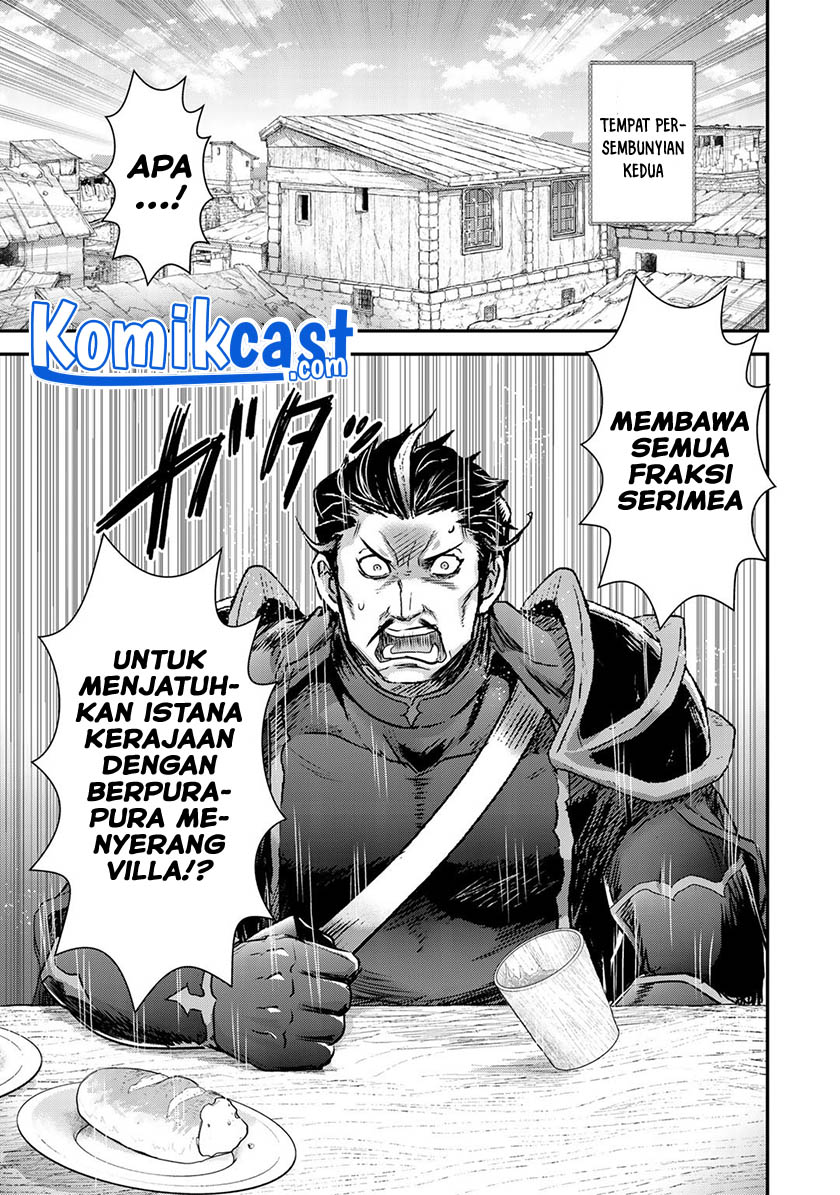 TEMPAT PER-
SEMBUNYIAN
KEDUA
APA
...!
Komikcast
.com
MEMBAWA
SEMUA
FRAKSI
SERIMEA
ガタッ
UNTUK
MENJATUH-
KAN ISTANA
KERAJAAN
DENGAN
BERPURA-
PURA ME-
NYERANG
VILLA!?